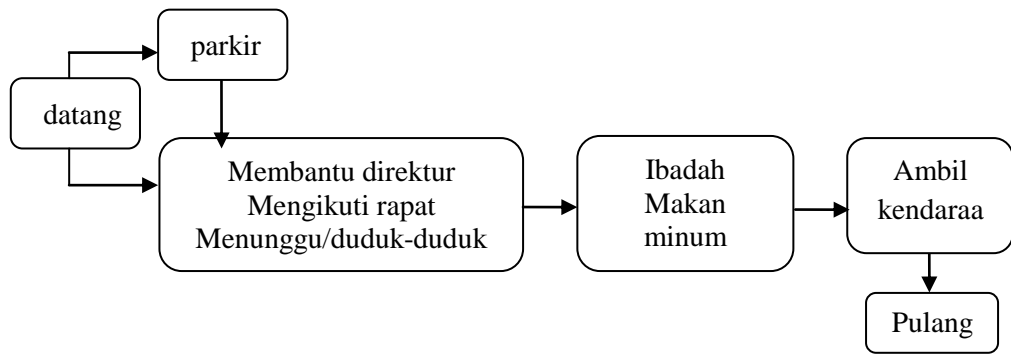 parkir
datang
Membantu direktur
Mengikuti rapat
Menunggu/duduk-duduk
Ibadah
Makan
minum
Ambil
kendaraa
Pulang